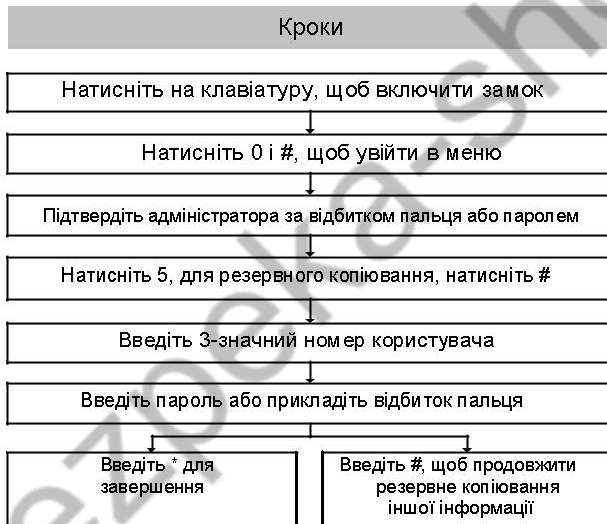 Кроки
Натисніть на клавіатуру, щоб включити замок
Натисніть 0 і #, щоб увійти в меню
Підтвердіть адміністратора за відбитком пальця або паролем
Натисніть 5, для резервного копіювання, натисніть #
Введіть 3-значний номер користувача
Введіть пароль або прикладіть відбиток пальця
Введіть * для
завершення
Введіть #, щоб продовжити
резервне копіювання
іншої інформації